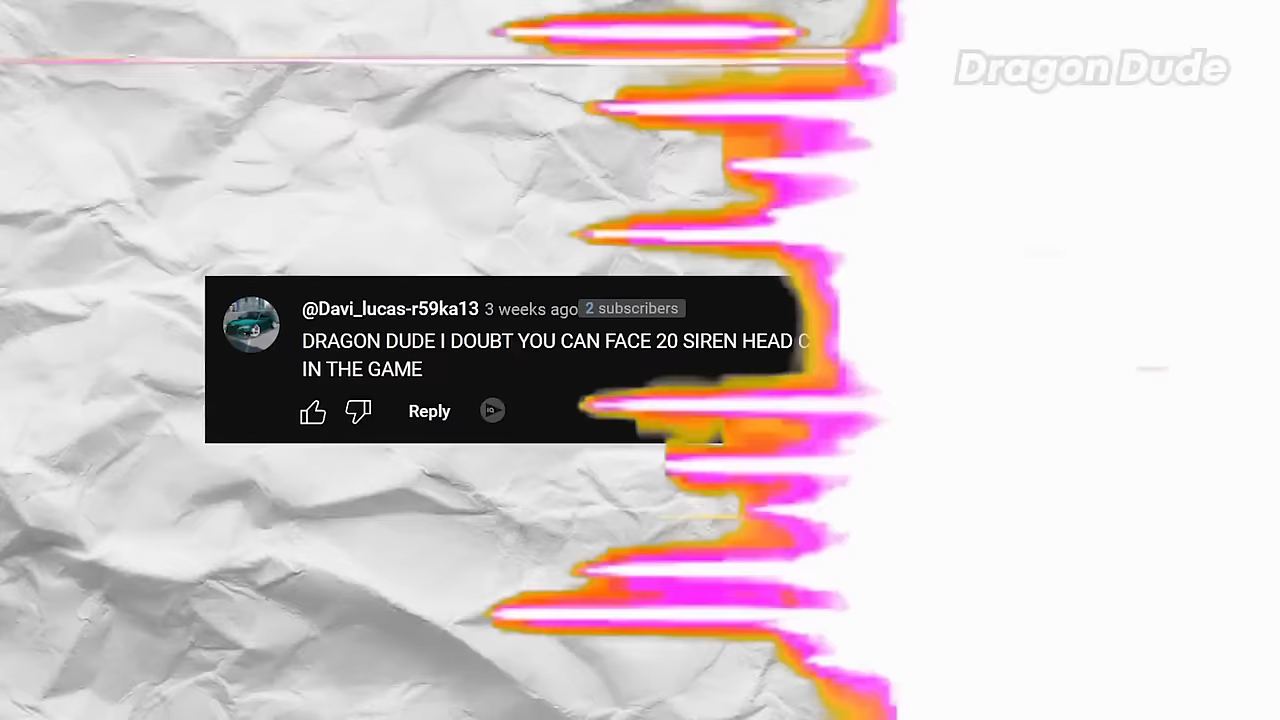 Dragon Dude
@Davi_lucas-r59ka13 3 weeks ago 2 subscribers
DRAGON DUDE I DOUBT YOU CAN FACE 20 SIREN HEAD
IN THE GAME
Reply